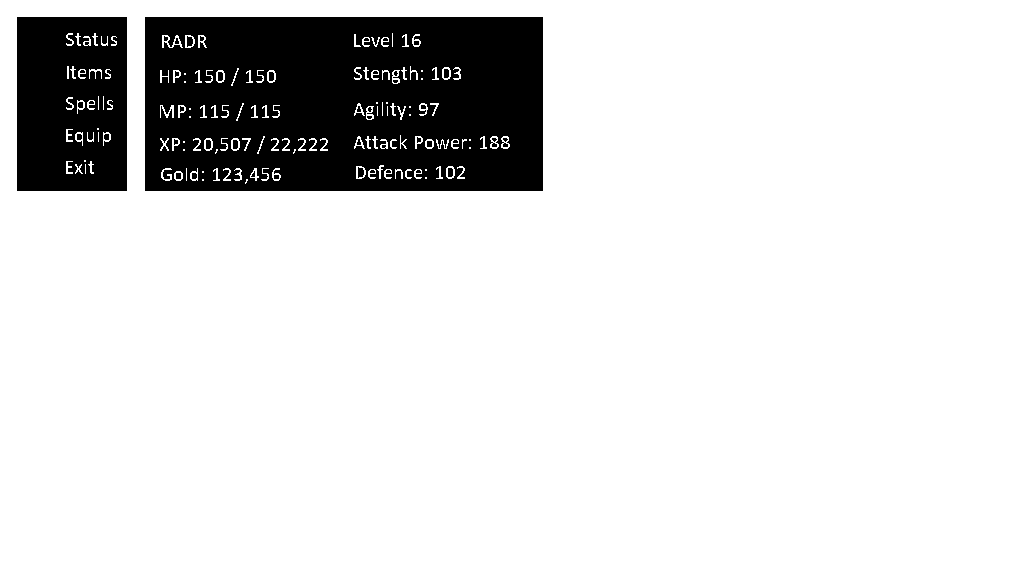 Status
Items
Spells
Equip
Exit
RADR
HP: 150 / 150
MP: 115 / 115
XP: 20,507 / 22,222
Gold: 123,456
Level 16
Stength: 103
Agility: 97
Attack Power: 188
Defence: 102